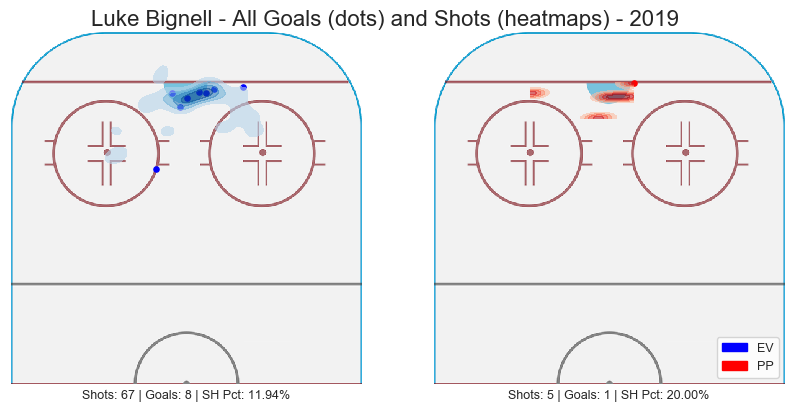 Luke Bignell - All Goals (dots) and Shots (heatmaps) - 2019
EV
PP
Shots: 67 | Goals: 8 | SH Pct: 11.94%
Shots: 5 | Goals: 1 | SH Pct: 20.00%